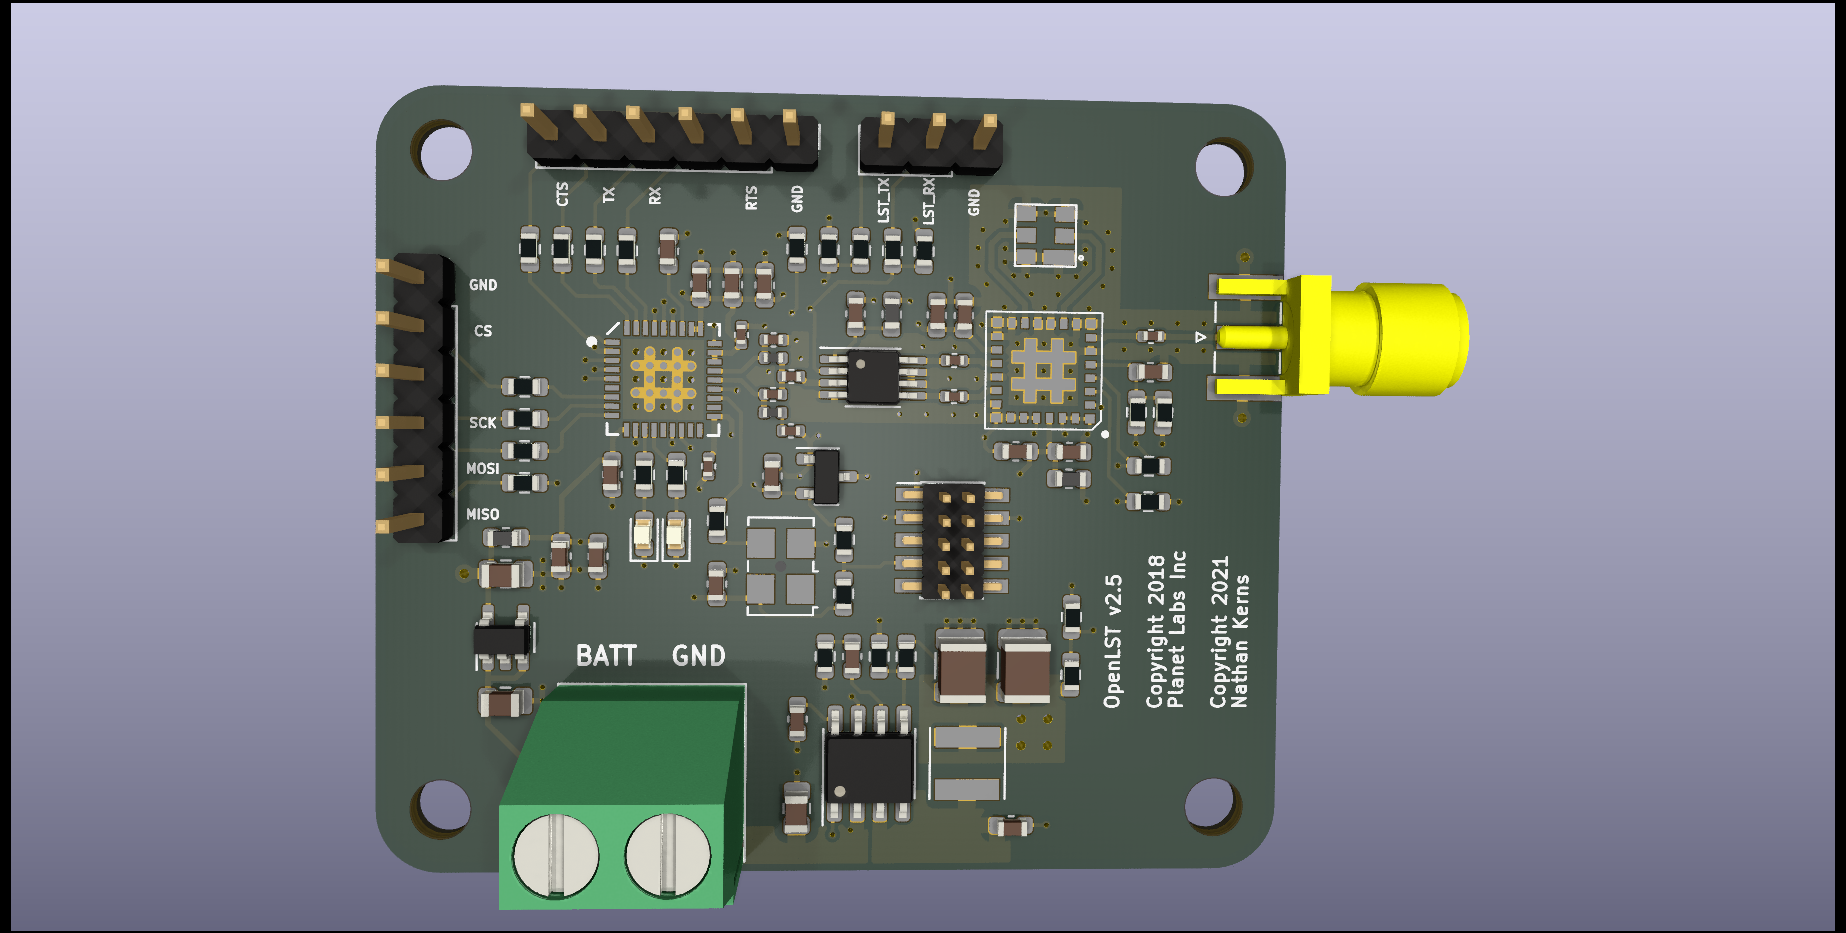 CTS
TX
RX
RTS
GND
LST_TX
LST_RX
GND
GND
CS
SCK
MOSI
MISO
BATT GND
OpenLST v2.5
Copyright 2018
Planet Labs Inc
Copyright 2021
Nathan Kerns